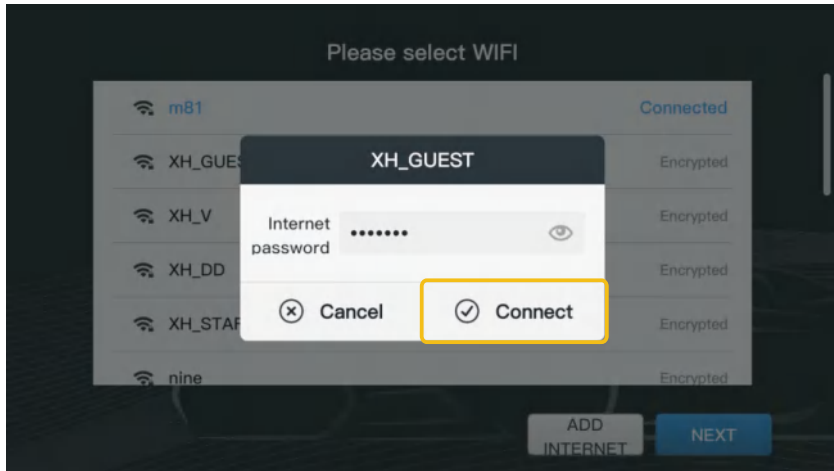 Please select WIFI
m81 Connected
XH_GUEST
XH_GUES Encrypted
XH_V Encrypted
Internet
password •••••••
XH_DD Encrypted
Cancel Connect
XH_STAR Encrypted
nine Encrypted
ADD
INTERNET
NEXT